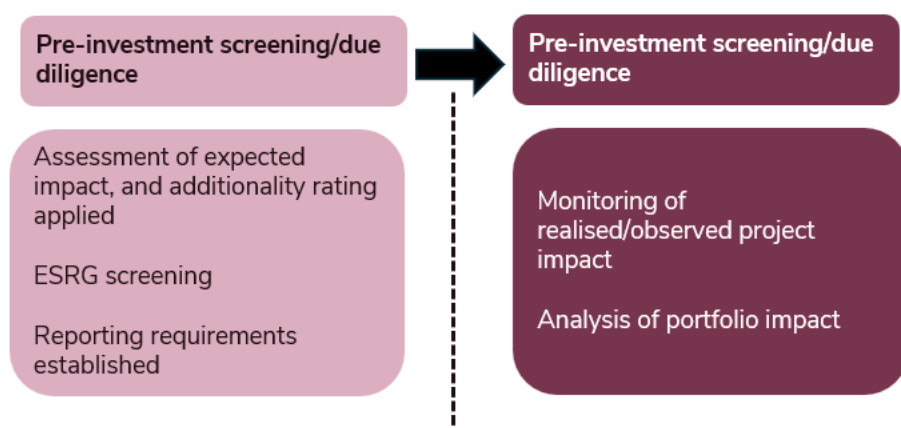 Pre-investment screening/due
diligence
Assessment of expected
impact, and additionality rating
applied
ESRG screening
Reporting requirements
established
Pre-investment screening/due
diligence
Monitoring of
realised/observed project
impact
Analysis of portfolio impact